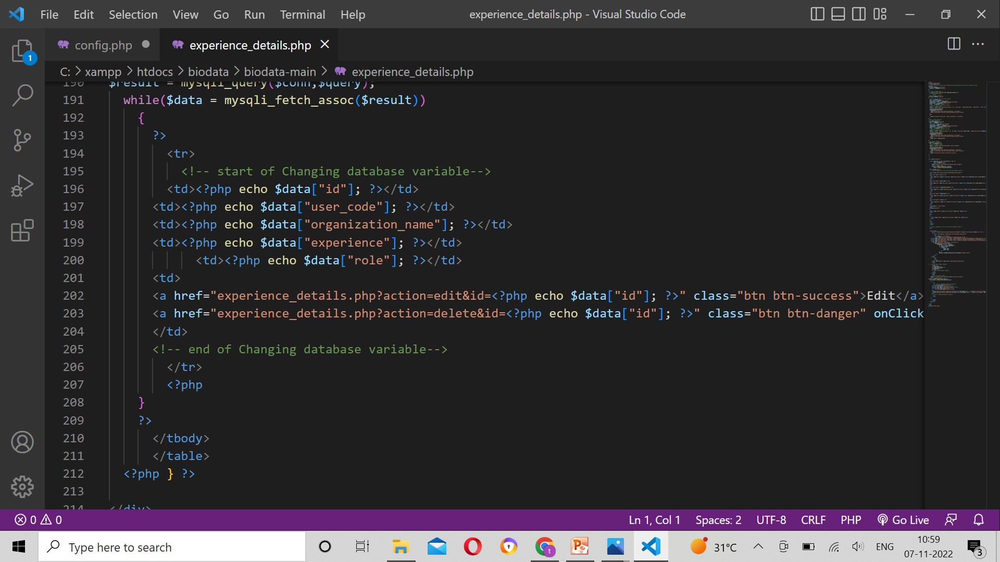 File Edit Selection View Go Run Terminal Help experience_details.php - Visual Studio Code
config.php experience_details.php
1
C: > xampp > htdocs > biodata > biodata-main > experience_details.php
190 $result = mysqli_query($conn,$query);
191 while($data = mysqli_fetch_assoc($result))
192 {
193 ?>
194 <tr>
195 <!-- start of Changing database variable-->
196 <td><?php echo $data["id"]; ?></td>
197 <td><?php echo $data["user_code"]; ?></td>
198 <td><?php echo $data["organization_name"]; ?></td>
199 <td><?php echo $data["experience"]; ?></td>
200 <td><?php echo $data["role"]; ?></td>
201 <td>
202 <a href="experience_details.php?action=edit&id=<?php echo $data["id"]; ?>" class="btn btn-success">Edit</a>
203 <a href="experience_details.php?action=delete&id=<?php echo $data["id"]; ?>" class="btn btn-danger" onClick
204 </td>
205 <!-- end of Changing database variable-->
206 </tr>
207 <?php
208 }
209 ?>
210 </tbody>
211 </table>
212 <?php } ?>
213
214 </div>
0 0 Ln 1, Col 1 Spaces: 2 UTF-8 CRLF PHP Go Live
Type here to search 31°C ENG 10:59
07-11-2022 3